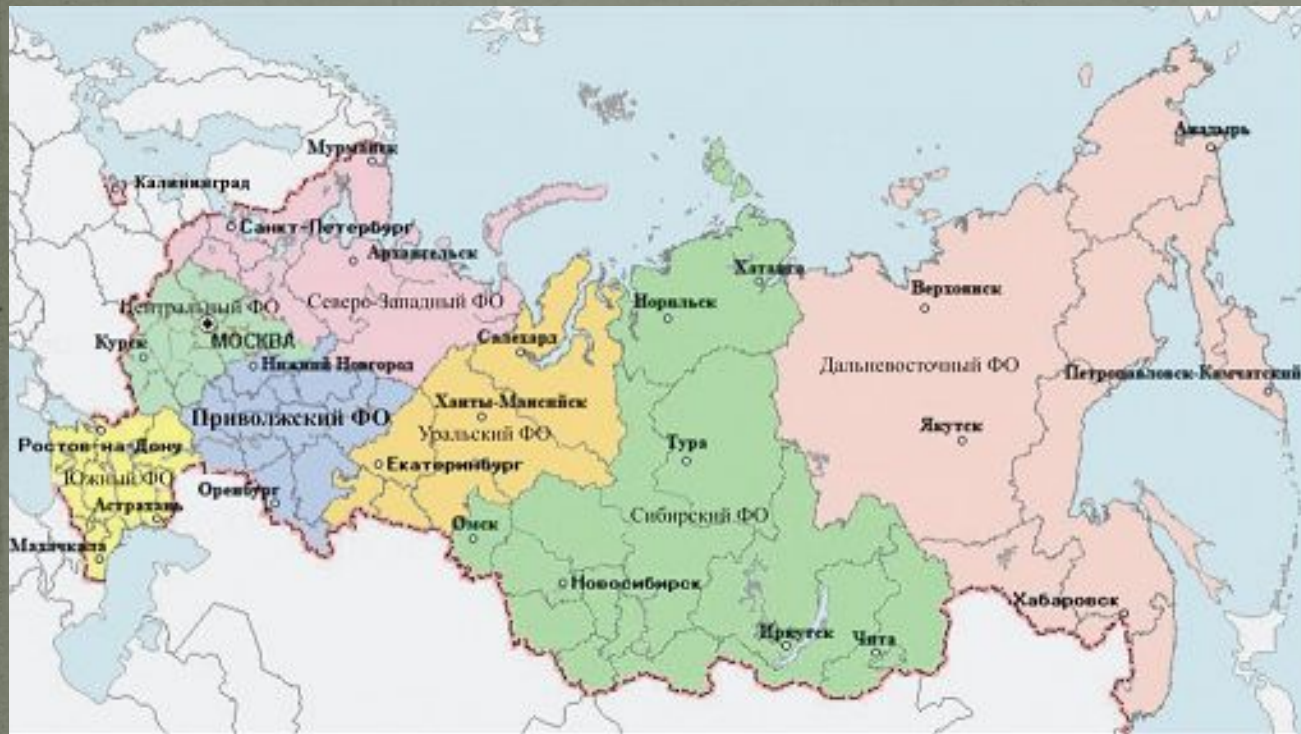 Анадырь
Мурманск
Калининград
Санкт-Петербург
Архангельск
Хатанга
Верхоянск
Норильск
Центральный ФО
Северо-Западный ФО
МОСКВА
Салехард
Курск
Нижний Новгород
Дальневосточный ФО
Петропавловск-Камчатский
Ханты-Мансийск
Приволжский ФО
Уральский ФО
Якутск
Ростов-на-Дону
Тура
Екатеринбург
Южный ФО
Оренбург
Астрахань
Сибирский ФО
Омск
Махачкала
Новосибирск
Хабаровск
Иркутск
Чита